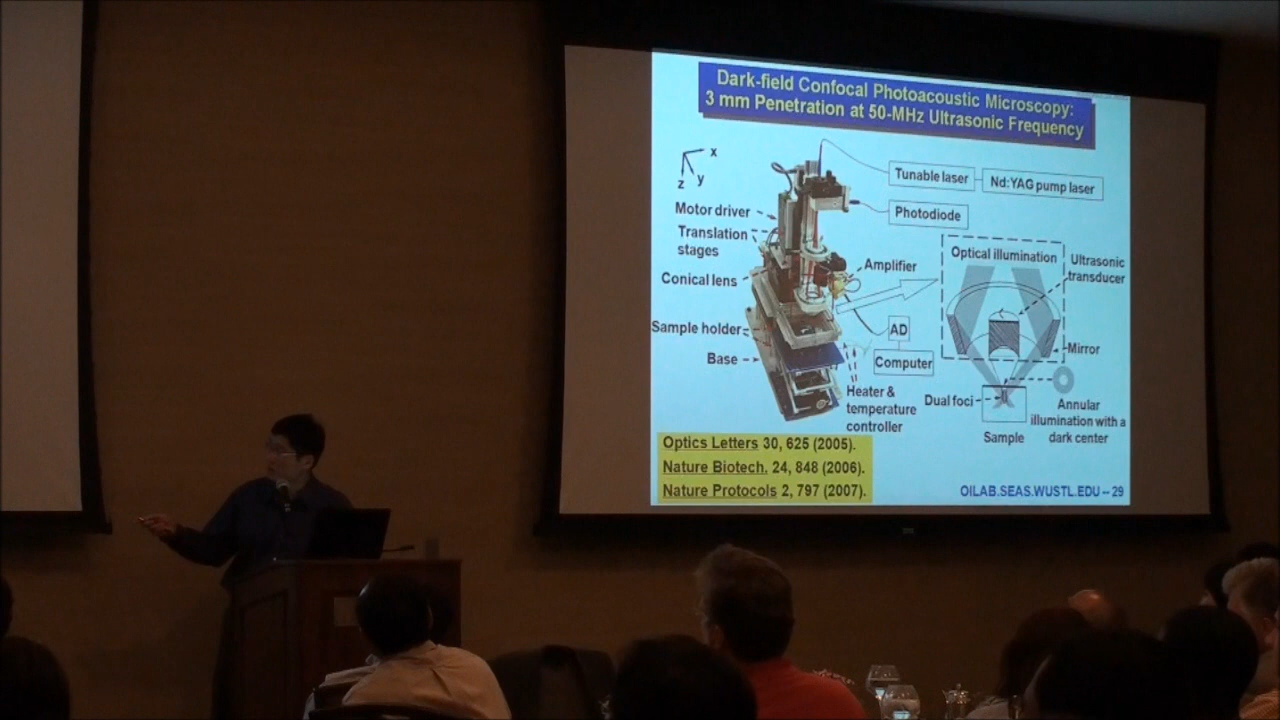 Dark-field Confocal Photoacoustic Microscopy:
3 mm Penetration at 50-MHz Ultrasonic Frequency
x
y
z
Tunable laser
Nd:YAG pump laser
Photodiode
Motor driver
Translation
stages
Conical lens
Amplifier
Sample holder
Base
AD
Computer
Heater &
temperature
controller
Optical illumination
Ultrasonic
transducer
Mirror
Dual foci
Annular
illumination with a
dark center
Sample
Optics Letters 30, 625 (2005).
Nature Biotech. 24, 848 (2006).
Nature Protocols 2, 797 (2007).
OILAB.SEAS.WUSTL.EDU -- 29